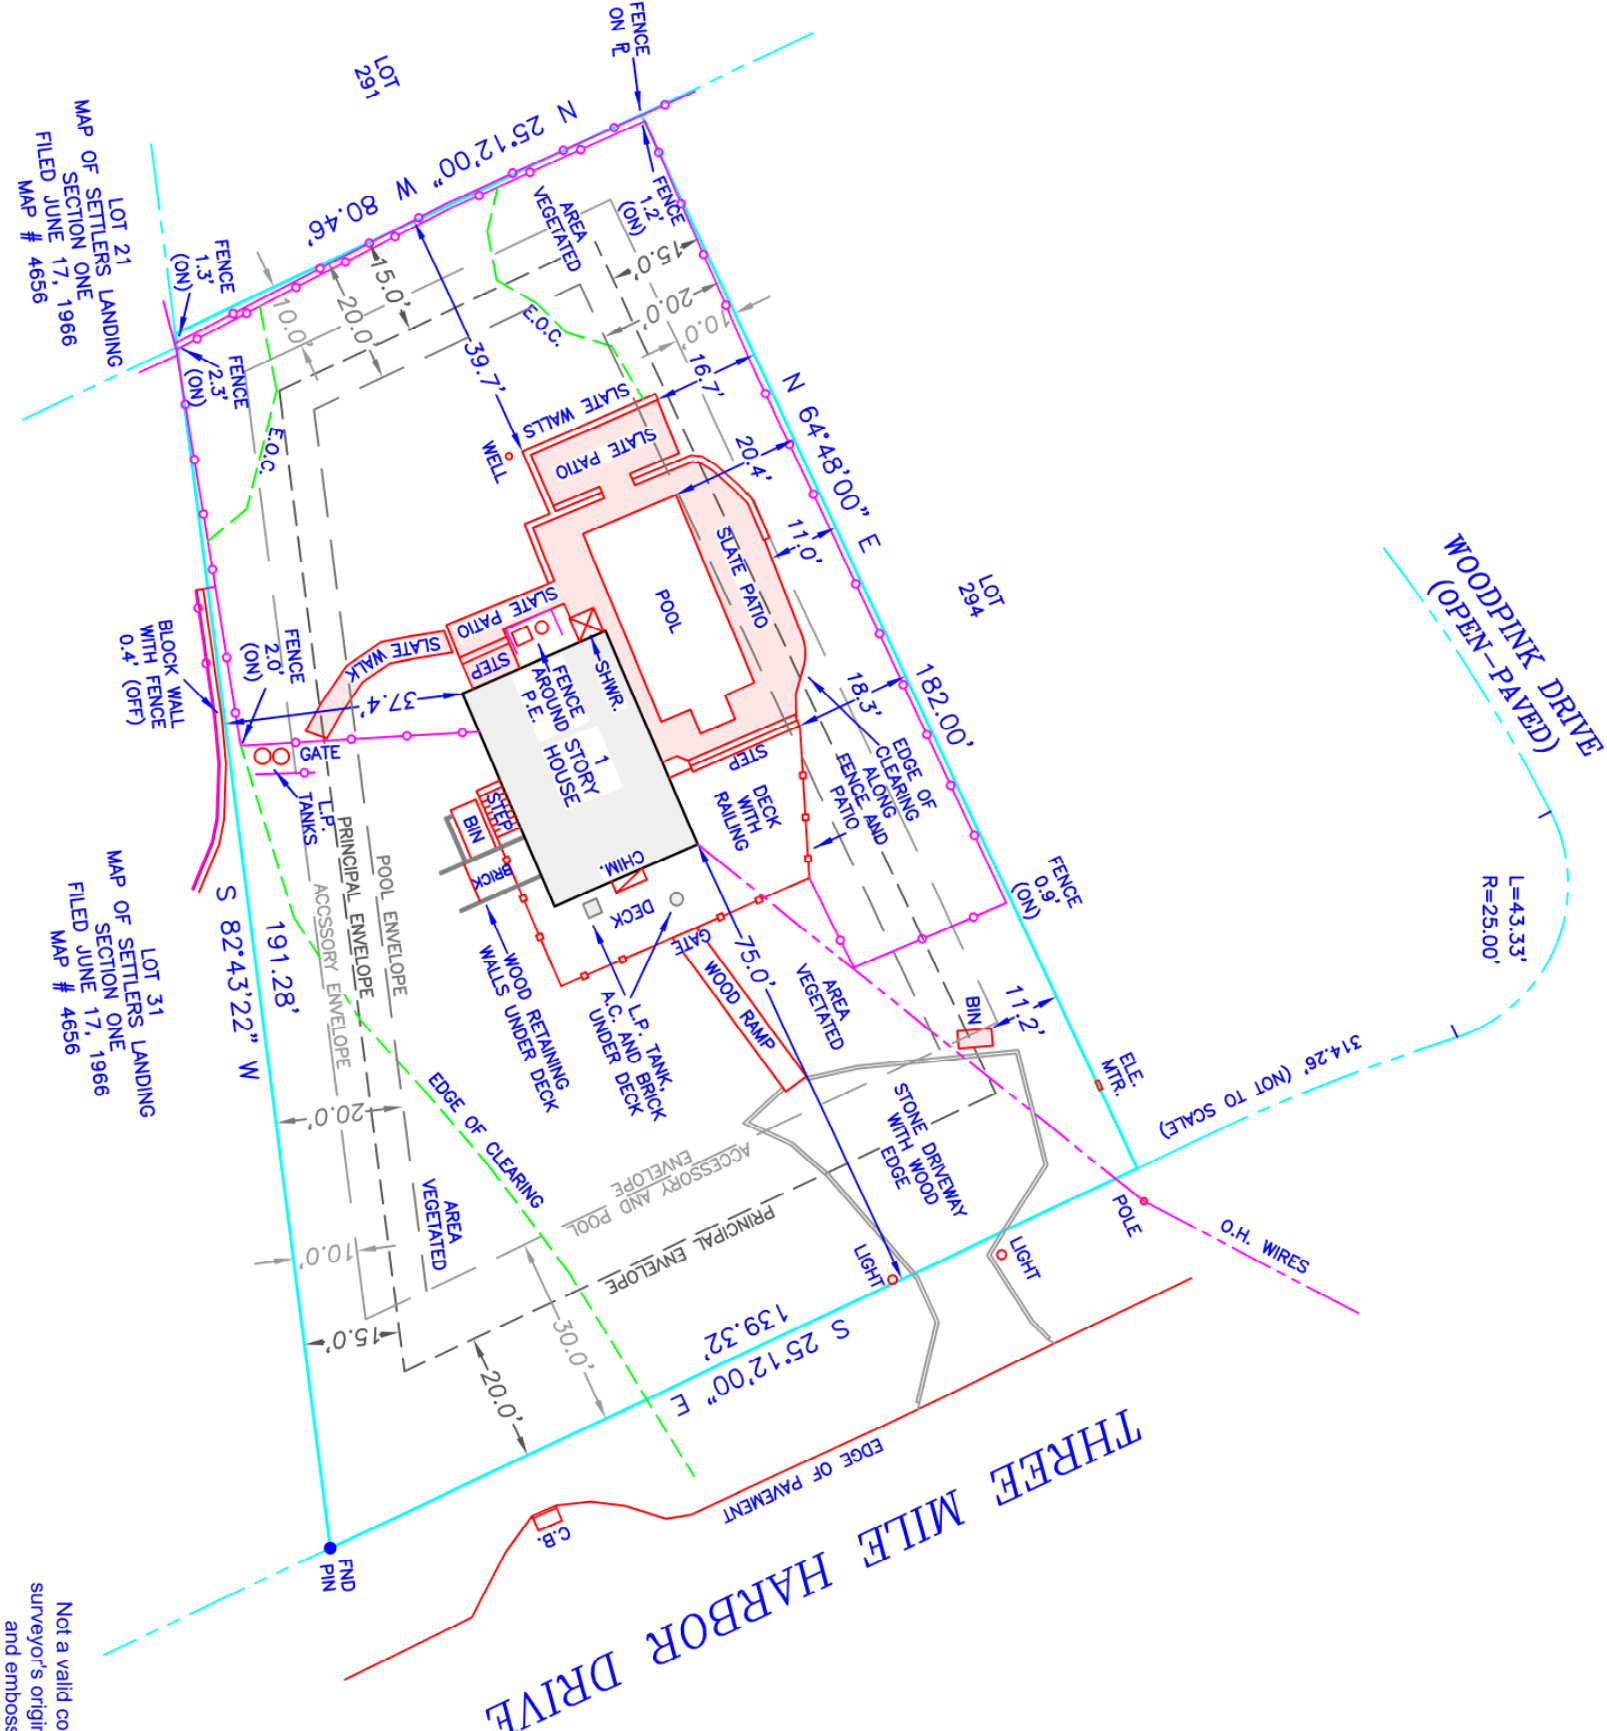 FENCE
ON PL
LOT
291
N 25°12'00" W 80.46'
LOT 21
MAP OF SETTLERS LANDING
SECTION ONE
FILED JUNE 17, 1966
MAP # 4656
FENCE
1.3'
(ON)
FENCE
2.3'
(ON)
FENCE
1.2'
(ON)
AREA
VEGETATED
15.0'
20.0'
10.0'
15.0'
20.0'
10.0'
E.O.C.
E.O.C.
39.7'
16.7'
20.4'
11.0'
18.3'
N 64°48'00" E
182.00'
LOT
294
WOODPINK DRIVE
(OPEN-PAVED)
L=43.33'
R=25.00'
314.26' (NOT TO SCALE)
SLATE WALLS
SLATE PATIO
WELL
SLATE PATIO
POOL
SLATE PATIO
STEP
SLATE WALK
SHWR.
FENCE
AROUND
P.E.
1
STORY
HOUSE
37.4'
FENCE
2.0'
(ON)
BLOCK WALL
WITH FENCE
0.4' (OFF)
GATE
L.P.
TANKS
STEP
BIN
BRICK
CHIM.
DECK
STEP
DECK
WITH
RAILING
EDGE OF
CLEARING
ALONG
FENCE AND
PATIO
FENCE
0.9'
(ON)
GATE
75.0'
WOOD RAMP
AREA
VEGETATED
BIN
11.2'
ELE.
MTR.
WOOD RETAINING
WALLS UNDER DECK
L.P. TANK,
A.C. AND BRICK
UNDER DECK
POOL ENVELOPE
PRINCIPAL ENVELOPE
ACCSSORY ENVELOPE
S 82°43'22" W
191.28'
LOT 31
MAP OF SETTLERS LANDING
SECTION ONE
FILED JUNE 17, 1966
MAP # 4656
20.0'
10.0'
15.0'
AREA
VEGETATED
EDGE OF CLEARING
ACCESSORY AND POOL
ENVELOPE
PRINCIPAL ENVELOPE
STONE DRIVEWAY
WITH WOOD
EDGE
LIGHT
LIGHT
POLE
O.H. WIRES
30.0'
20.0'
S 25°12'00" E
139.32'
EDGE OF PAVEMENT
C.B.
FND
PIN
THREE MILE HARBOR DRIVE
Not a valid co
surveyor's origi
and emboss